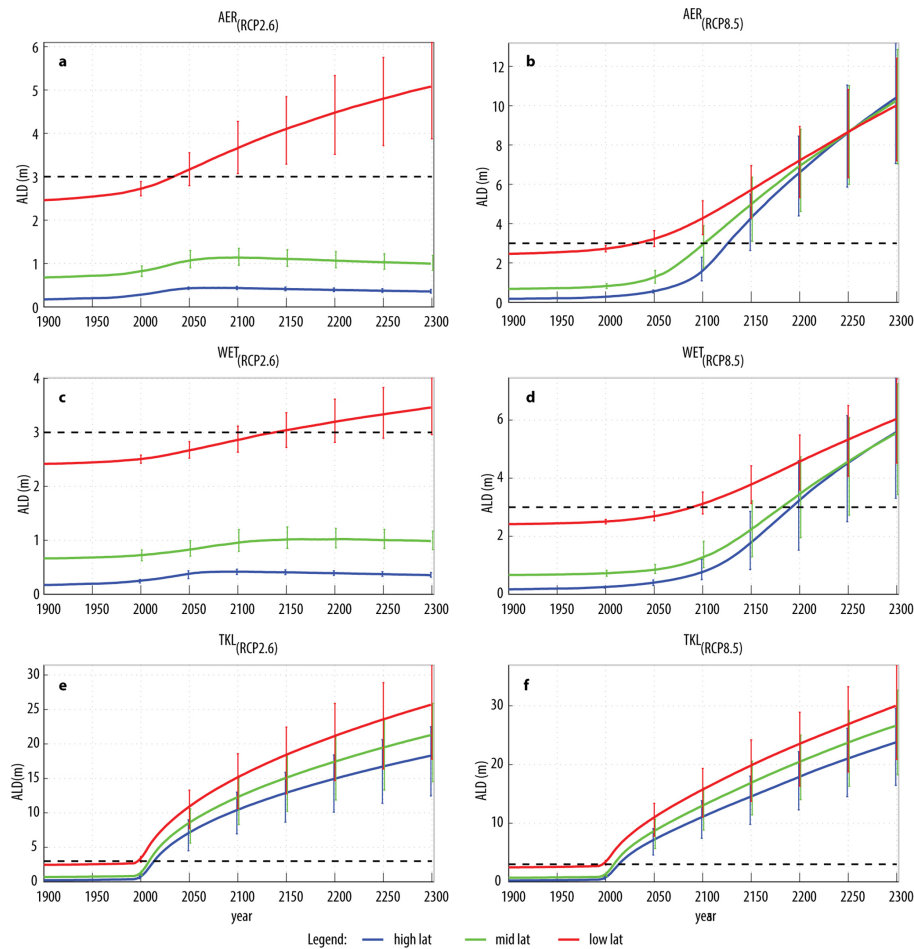 AER(RCP2.6)
a
ALD (m)
6
5
4
3
2
1
0
1900 1950 2000 2050 2100 2150 2200 2250 2300
AER(RCP8.5)
b
ALD (m)
12
10
8
6
4
2
0
1900 1950 2000 2050 2100 2150 2200 2250 2300
WET(RCP2.6)
c
ALD (m)
4
3
2
1
0
1900 1950 2000 2050 2100 2150 2200 2250 2300
WET(RCP8.5)
d
ALD (m)
6
4
2
0
1900 1950 2000 2050 2100 2150 2200 2250 2300
TKL(RCP2.6)
e
ALD(m)
30
25
20
15
10
5
0
1900 1950 2000 2050 2100 2150 2200 2250 2300
year
TKL(RCP8.5)
f
ALD (m)
30
20
10
0
1900 1950 2000 2050 2100 2150 2200 2250 2300
year
Legend: high lat mid lat low lat